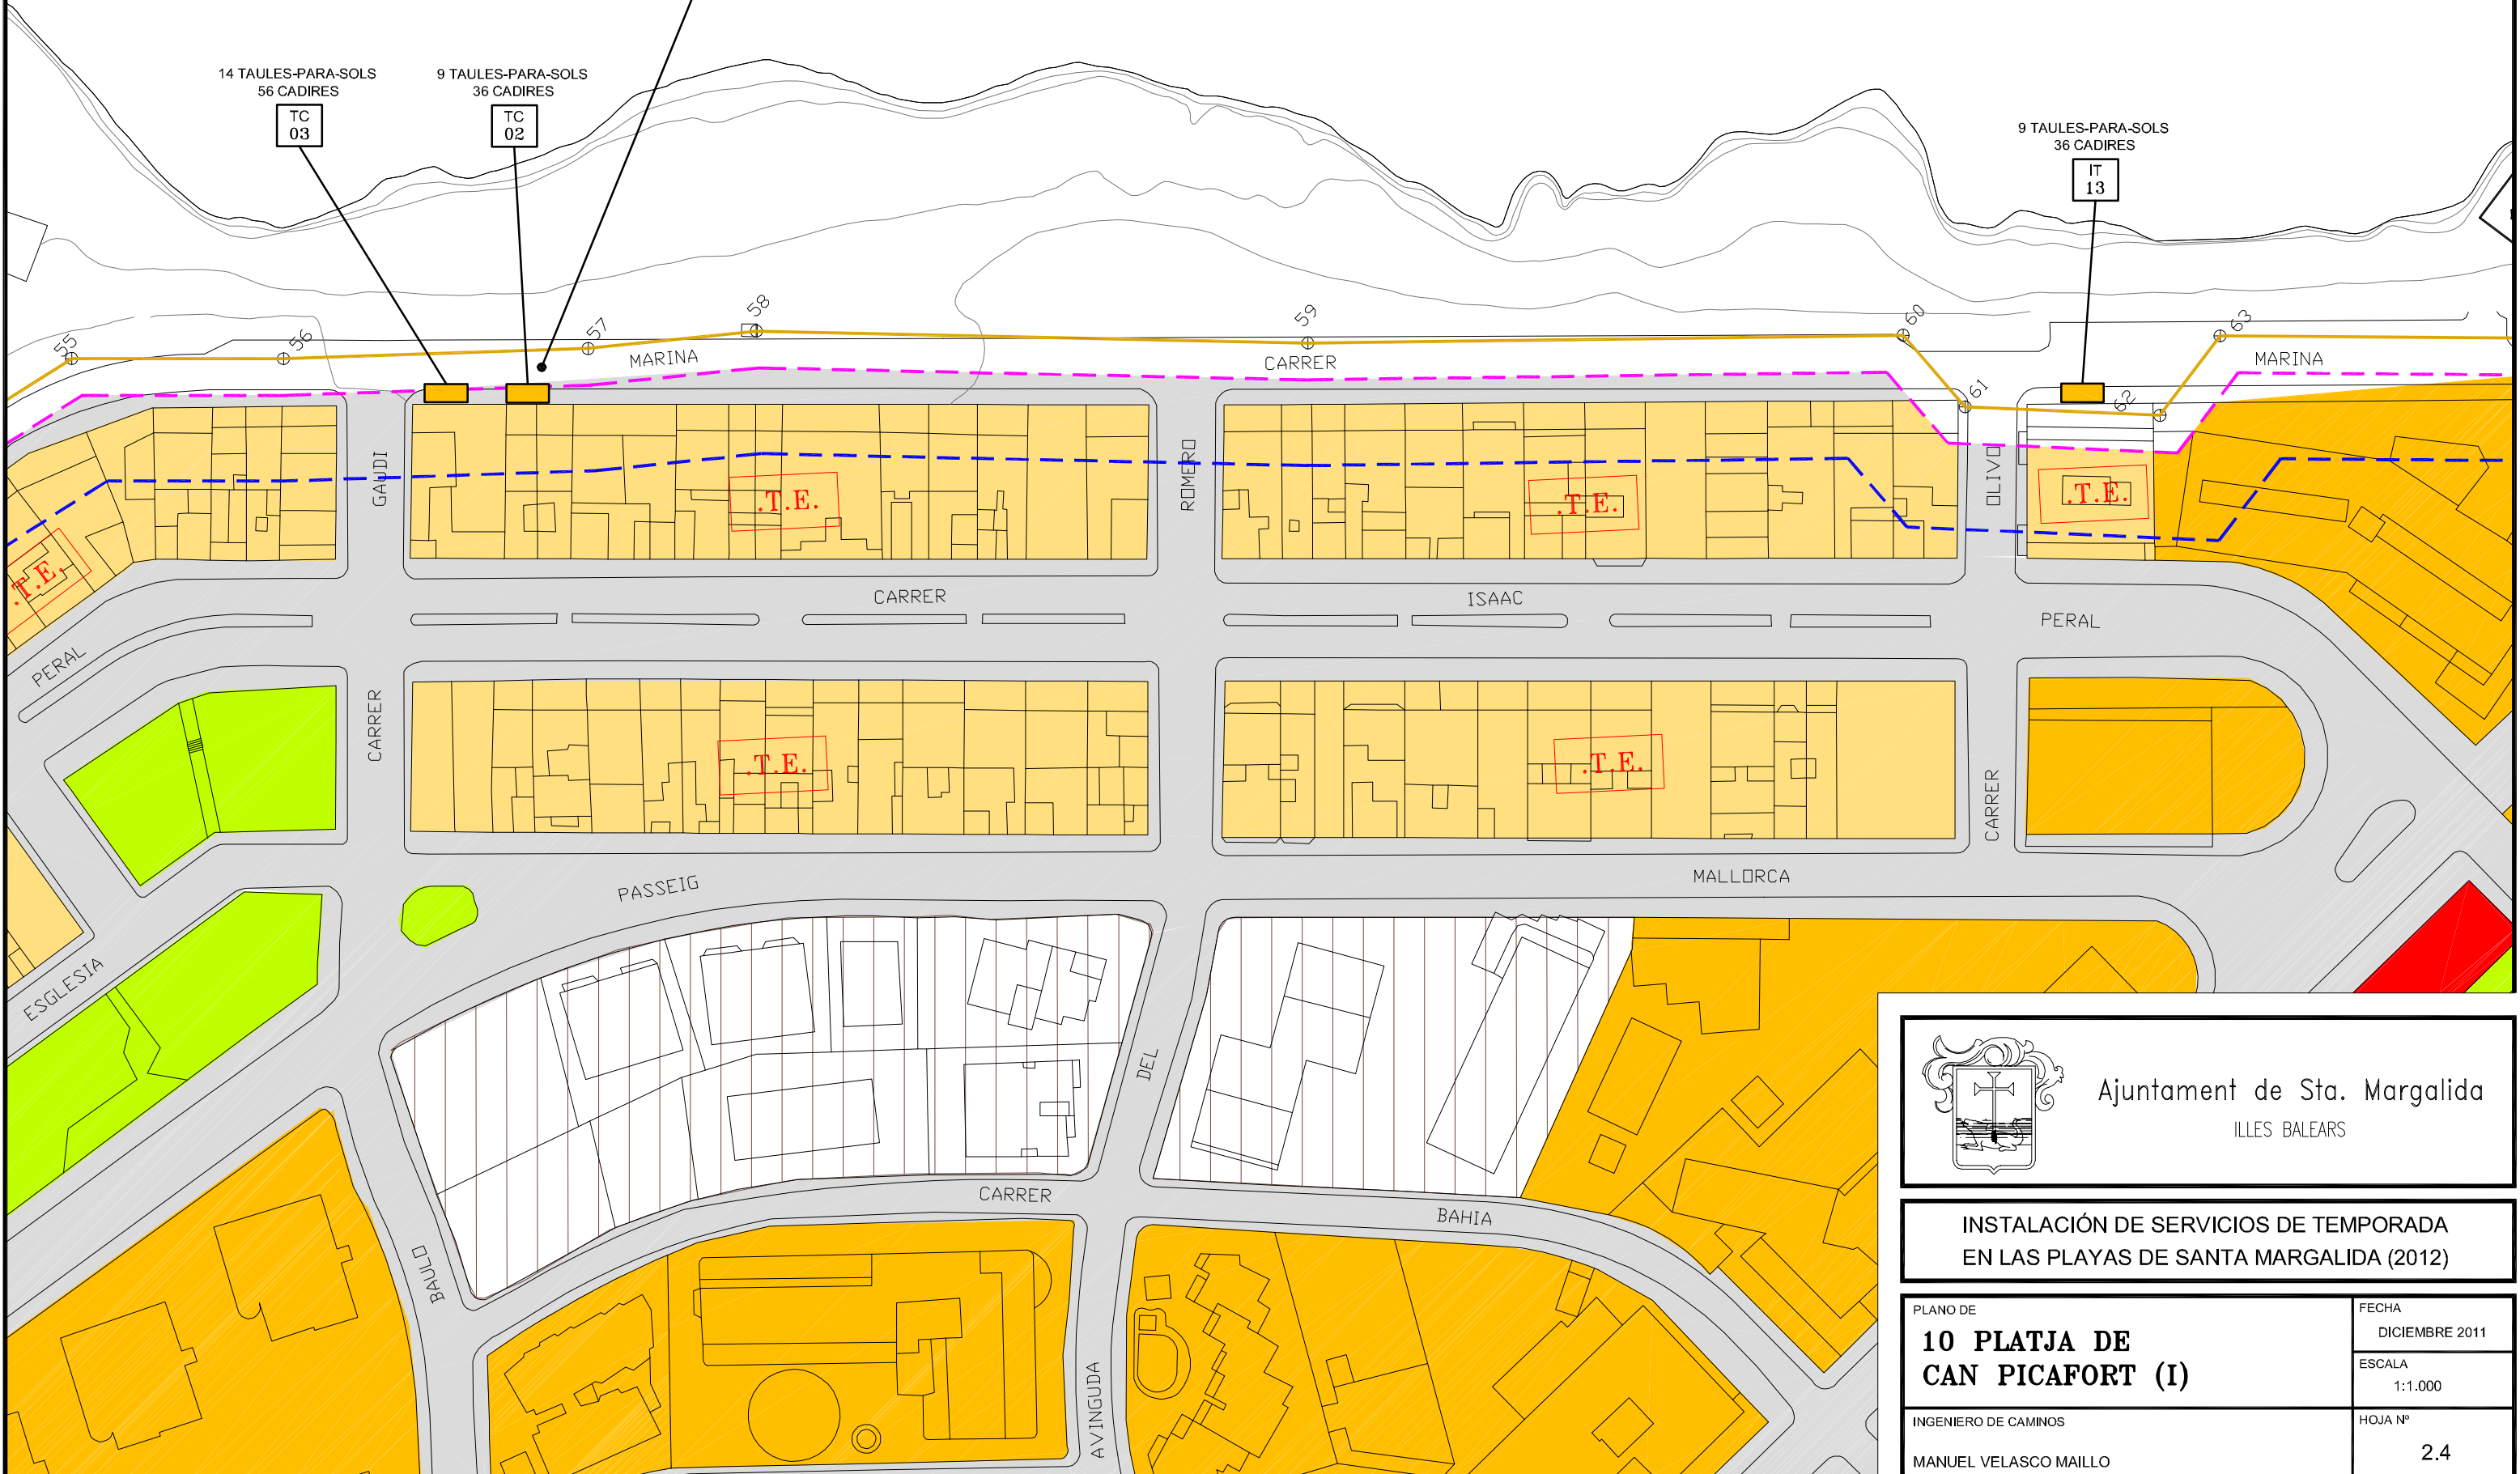 14 TAULES-PARA-SOLS
56 CADIRES
TC
03
9 TAULES-PARA-SOLS
36 CADIRES
TC
02
9 TAULES-PARA-SOLS
36 CADIRES
IT
13
55
56
57
58
59
60
61
62
63
MARINA
CARRER
MARINA
GAUDI
ROMERO
OLIVO
.T.E.
.T.E.
.T.E.
.T.E.
CARRER
ISAAC
PERAL
PERAL
CARRER
.T.E.
.T.E.
CARRER
PASSEIG
MALLORCA
ESGLESIA
DEL
CARRER
BAHIA
BAULO
AVINGUDA
Ajuntament de Sta. Margalida
ILLES BALEARS
INSTALACIÓN DE SERVICIOS DE TEMPORADA
EN LAS PLAYAS DE SANTA MARGALIDA (2012)
PLANO DE
10 PLATJA DE
CAN PICAFORT (I)
FECHA
DICIEMBRE 2011
ESCALA
1:1.000
INGENIERO DE CAMINOS
MANUEL VELASCO MAILLO
HOJA Nº
2.4